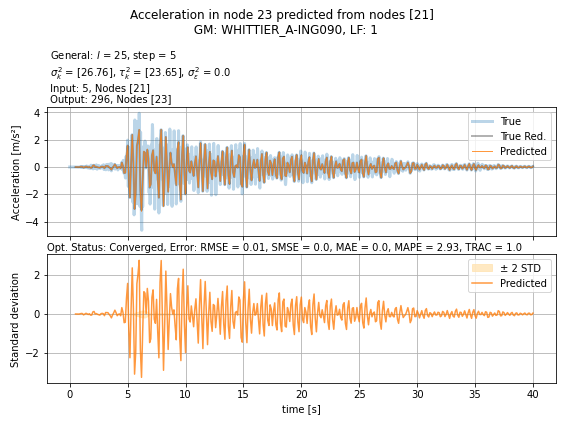 Acceleration in node 23 predicted from nodes [21]
GM: WHITTIER_A-ING090, LF: 1
General: l = 25, step = 5
σ²ₖ = [26.76], τ²ₖ = [23.65], σ²ε = 0.0
Input: 5, Nodes [21]
Output: 296, Nodes [23]
Acceleration [m/s²]
4
2
0
−2
−4
True
True Red.
Predicted
Opt. Status: Converged, Error: RMSE = 0.01, SMSE = 0.0, MAE = 0.0, MAPE = 2.93, TRAC = 1.0
Standard deviation
2
0
−2
± 2 STD
Predicted
0 5 10 15 20 25 30 35 40
time [s]